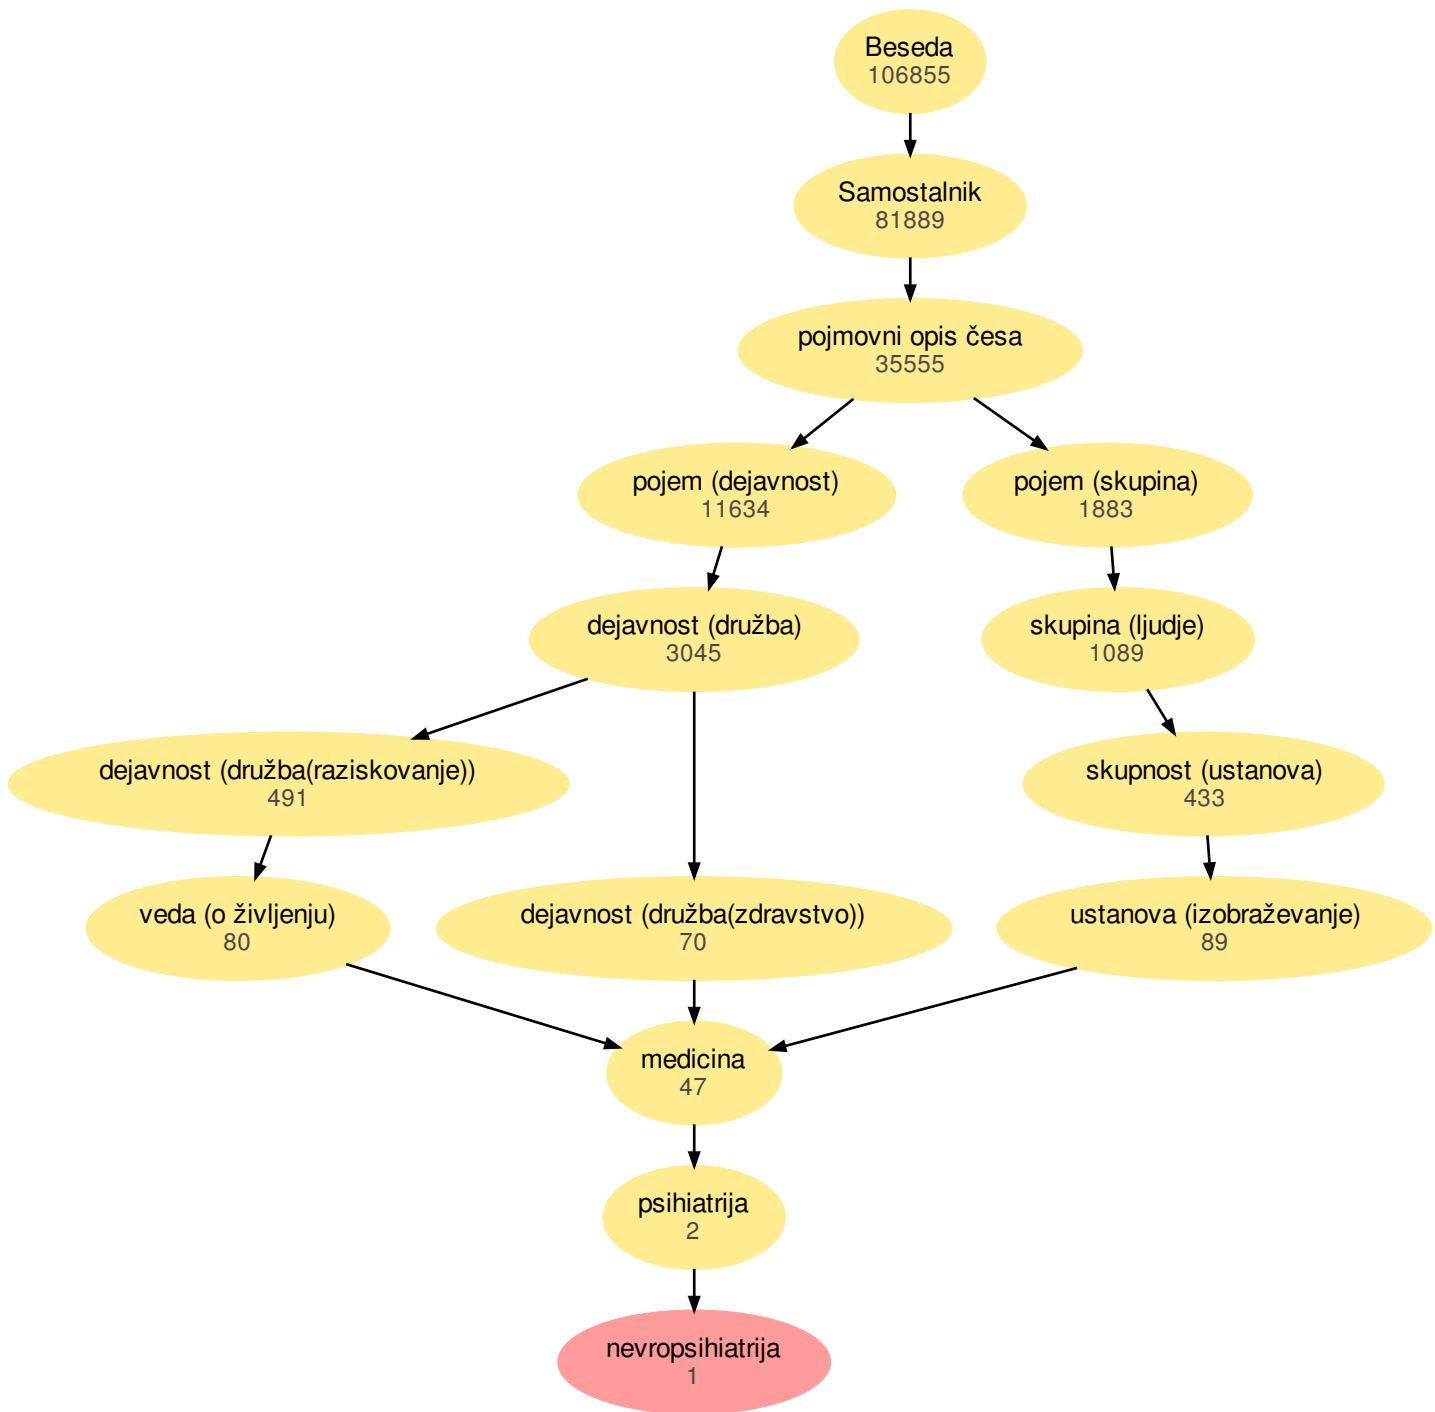 Beseda
106855
Samostalnik
81889
pojmovni opis česa
35555
pojem (dejavnost)
11634
pojem (skupina)
1883
dejavnost (družba)
3045
skupina (ljudje)
1089
dejavnost (družba(raziskovanje))
491
skupnost (ustanova)
433
veda (o življenju)
80
dejavnost (družba(zdravstvo))
70
ustanova (izobraževanje)
89
medicina
47
psihiatrija
2
nevropsihiatrija
1